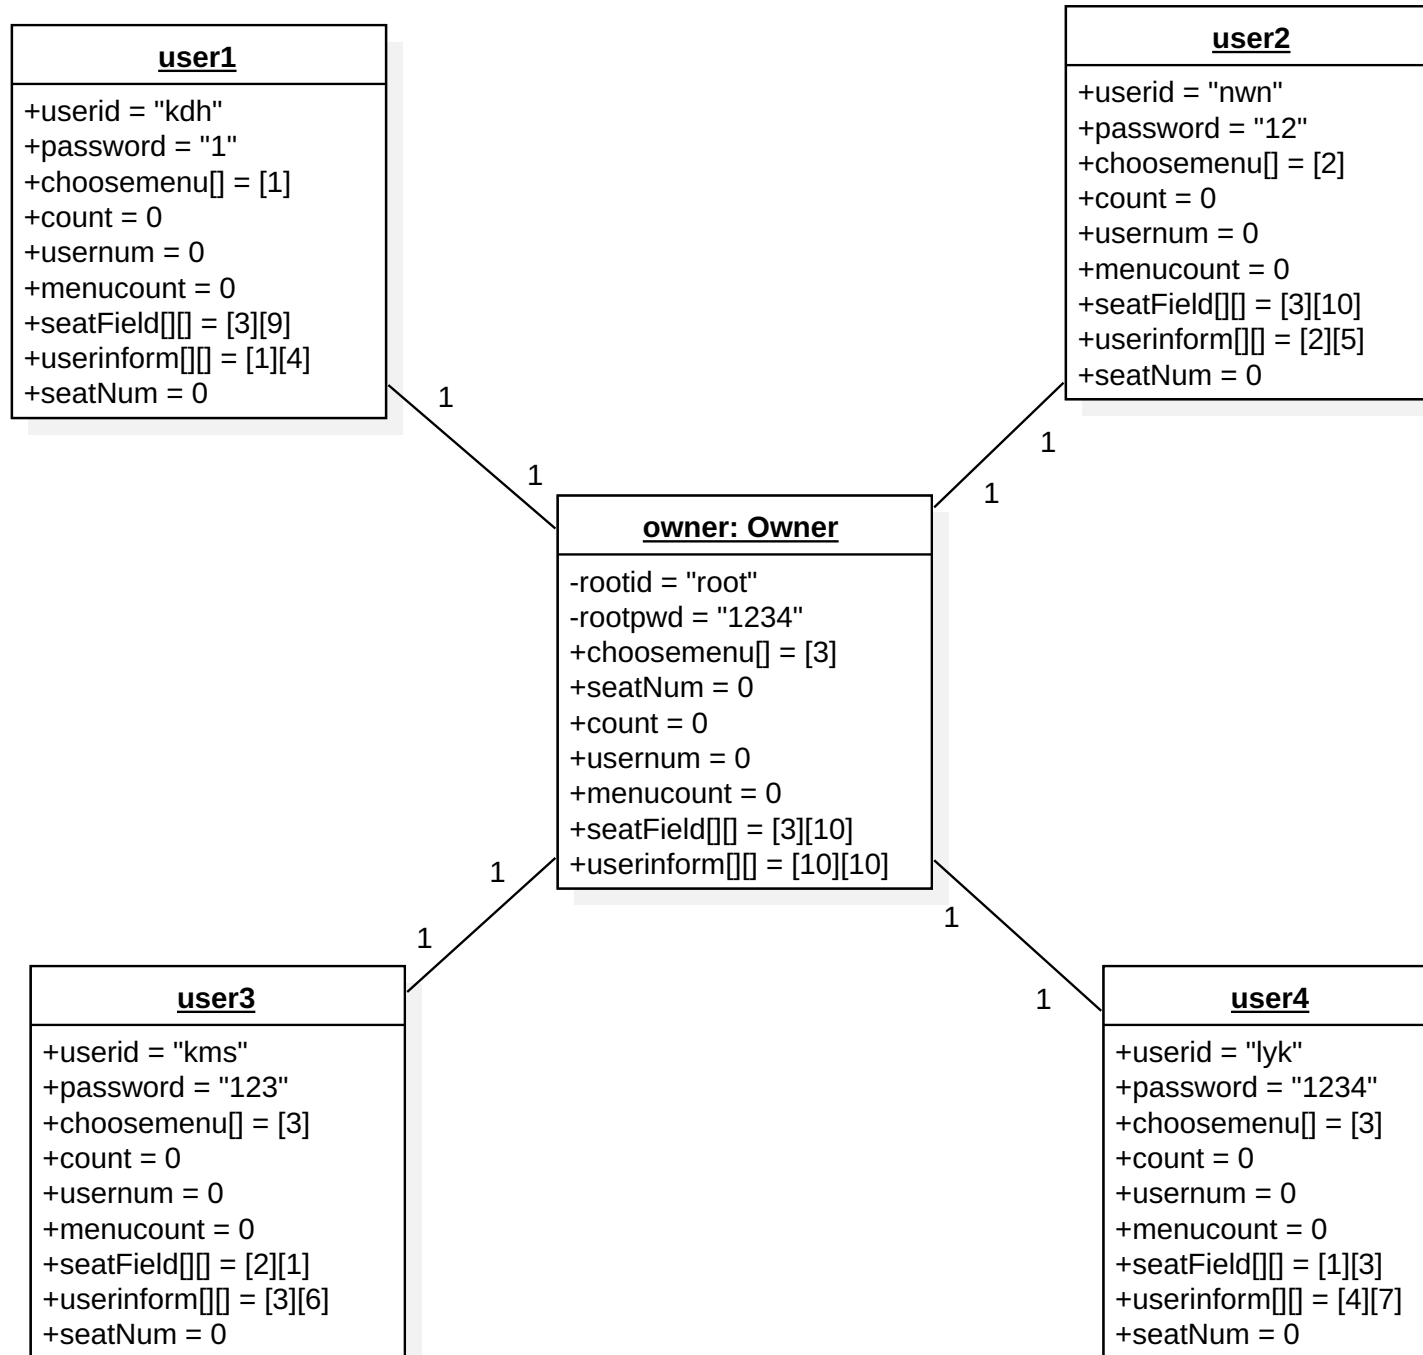 user1
+userid = "kdh"
+password = "1"
+choosemenu[] = [1]
+count = 0
+usernum = 0
+menucount = 0
+seatField[][] = [3][9]
+userinform[][] = [1][4]
+seatNum = 0
user2
+userid = "nwn"
+password = "12"
+choosemenu[] = [2]
+count = 0
+usernum = 0
+menucount = 0
+seatField[][] = [3][10]
+userinform[][] = [2][5]
+seatNum = 0
1
1
1
1
owner: Owner
-rootid = "root"
-rootpwd = "1234"
+choosemenu[] = [3]
+seatNum = 0
+count = 0
+usernum = 0
+menucount = 0
+seatField[][] = [3][10]
+userinform[][] = [10][10]
1
1
1
1
user3
+userid = "kms"
+password = "123"
+choosemenu[] = [3]
+count = 0
+usernum = 0
+menucount = 0
+seatField[][] = [2][1]
+userinform[][] = [3][6]
+seatNum = 0
user4
+userid = "lyk"
+password = "1234"
+choosemenu[] = [3]
+count = 0
+usernum = 0
+menucount = 0
+seatField[][] = [1][3]
+userinform[][] = [4][7]
+seatNum = 0